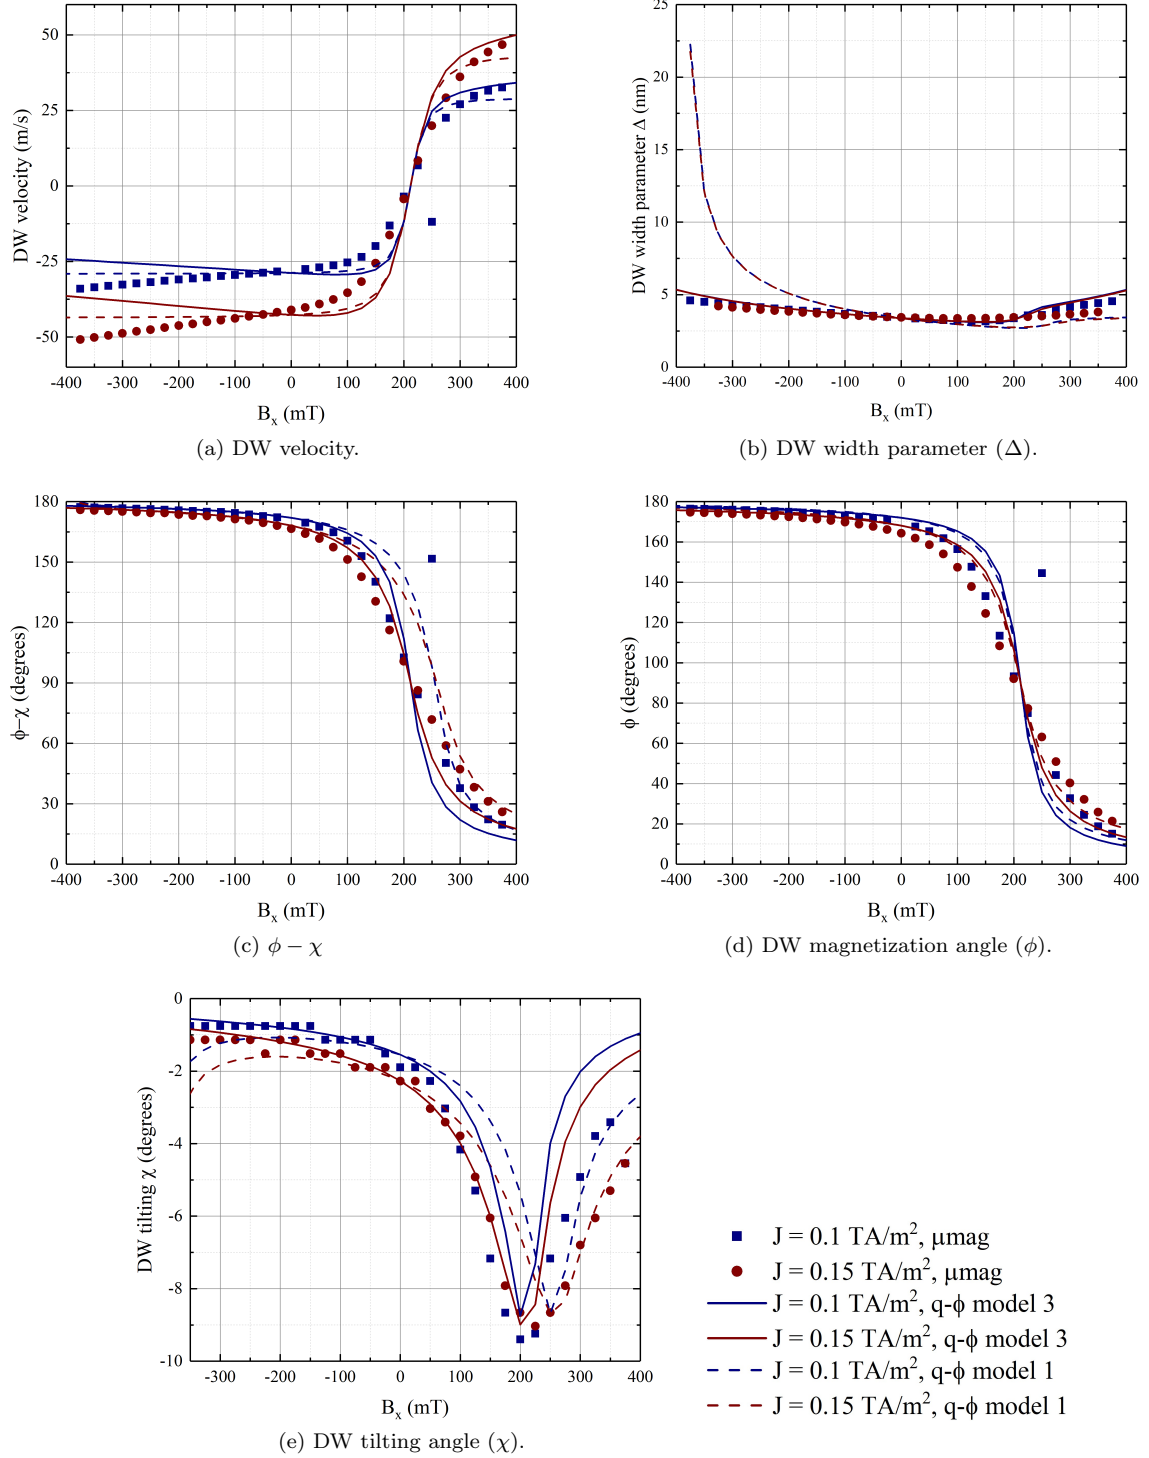 50
25
0
-25
-50
DW velocity (m/s)
-400 -300 -200 -100 0 100 200 300 400
Bx (mT)
(a) DW velocity.
25
20
15
10
5
0
DW width parameter Δ (nm)
-400 -300 -200 -100 0 100 200 300 400
Bx (mT)
(b) DW width parameter (Δ).
180
150
120
90
60
30
0
ϕ−χ (degrees)
-400 -300 -200 -100 0 100 200 300 400
Bx (mT)
(c) ϕ − χ
180
160
140
120
100
80
60
40
20
0
ϕ (degrees)
-400 -300 -200 -100 0 100 200 300 400
Bx (mT)
(d) DW magnetization angle (ϕ).
0
-2
-4
-6
-8
-10
DW tilting χ (degrees)
-300 -200 -100 0 100 200 300 400
Bx (mT)
(e) DW tilting angle (χ).
J = 0.1 TA/m², μmag
J = 0.15 TA/m², μmag
J = 0.1 TA/m², q-ϕ model 3
J = 0.15 TA/m², q-ϕ model 3
J = 0.1 TA/m², q-ϕ model 1
J = 0.15 TA/m², q-ϕ model 1